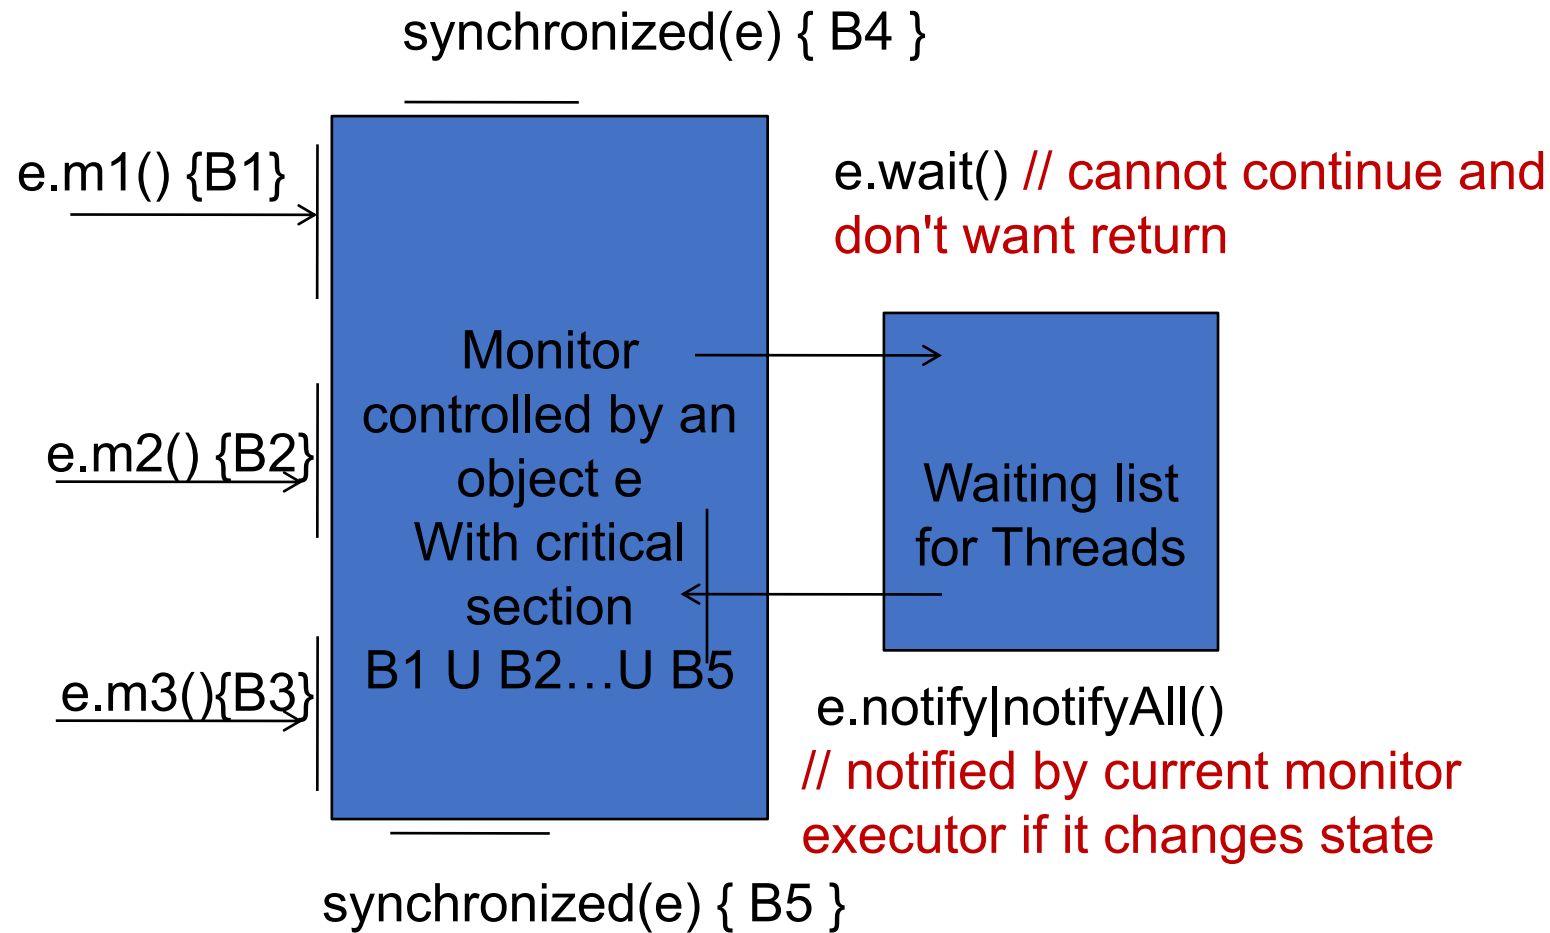 synchronized(e) { B4 }
e.m1() {B1}
e.wait() // cannot continue and
don't want return
Monitor
controlled by an
object e
With critical
section
B1 U B2…U B5
e.m2() {B2}
Waiting list
for Threads
e.m3(){B3}
e.notify|notifyAll()
// notified by current monitor
executor if it changes state
synchronized(e) { B5 }